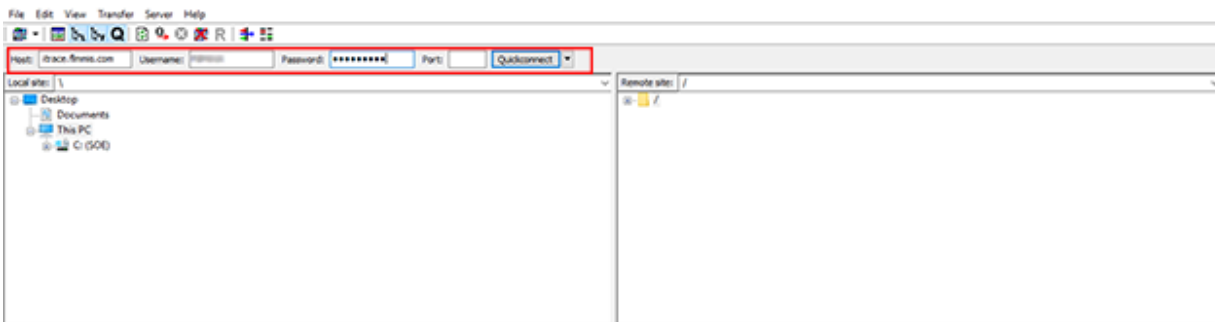 File Edit View Transfer Server Help
Host: itrace.flmmis.com Username: Password: ●●●●●●●●● Port: Quickconnect
Local site: \ Remote site: /
Desktop /
Documents
This PC
C: (SOE)